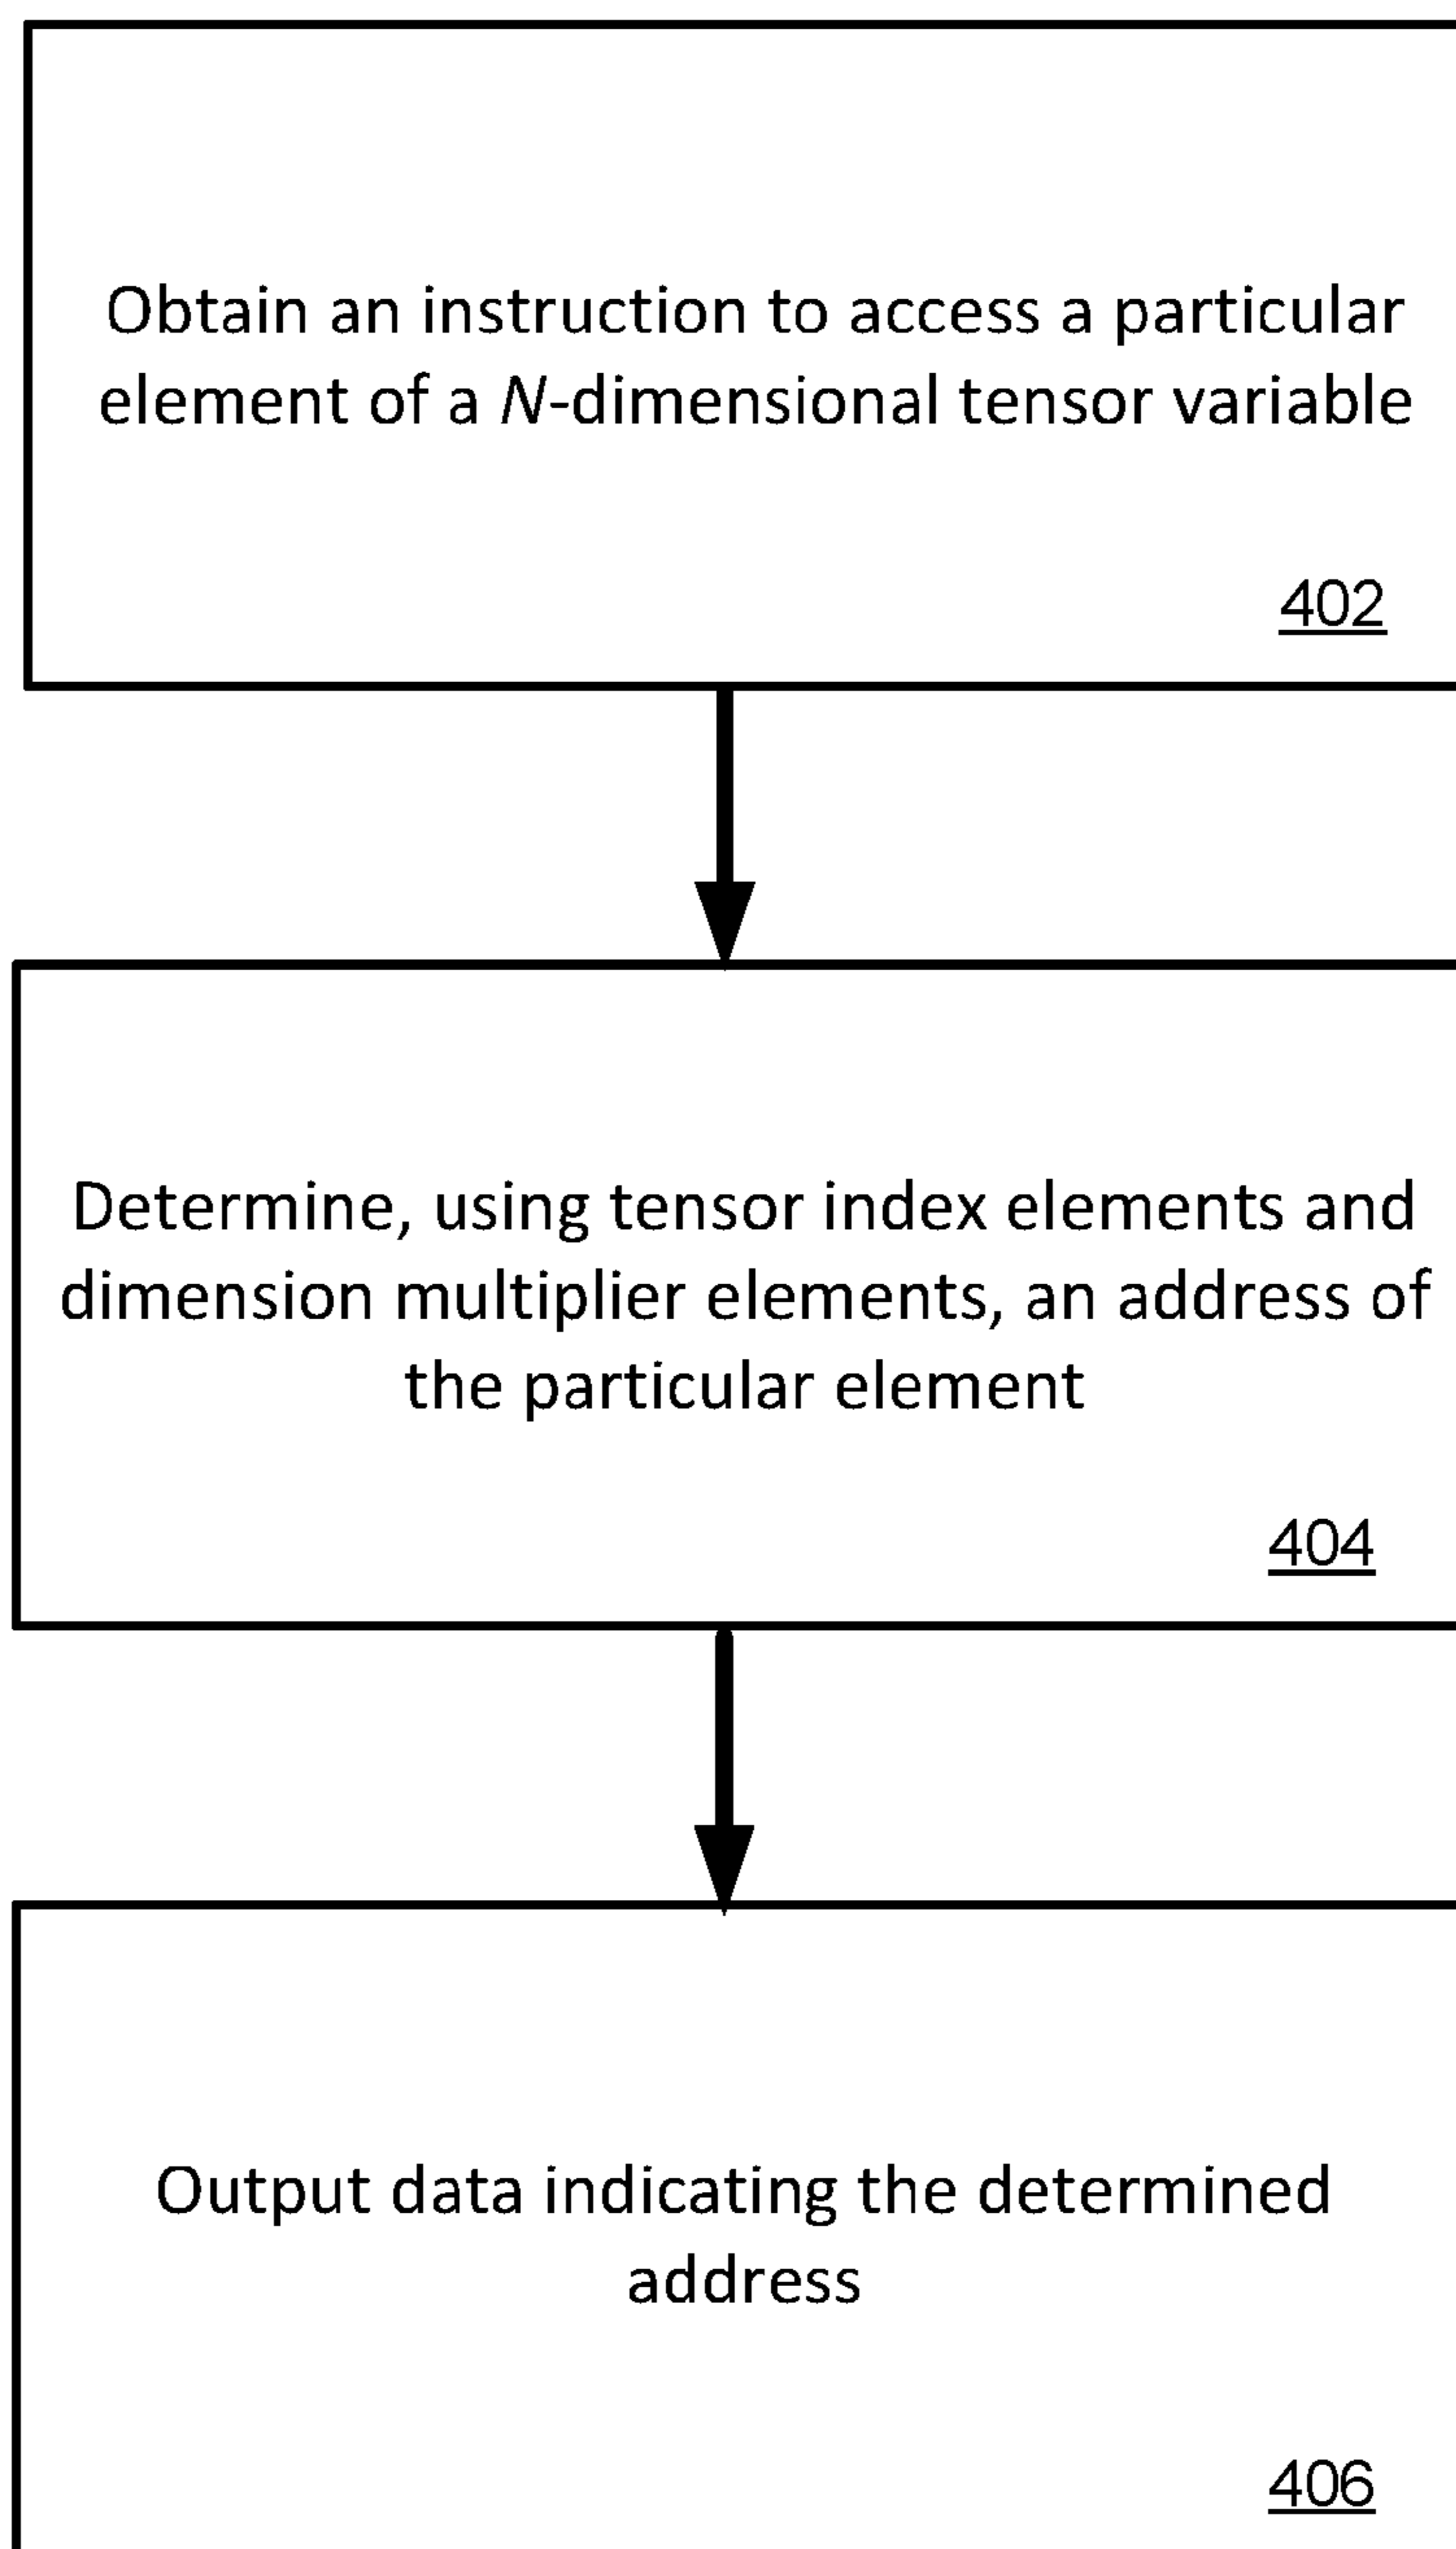 Obtain an instruction to access a particular
element of a N-dimensional tensor variable
402
Determine, using tensor index elements and
dimension multiplier elements, an address of
the particular element
404
Output data indicating the determined
address
406